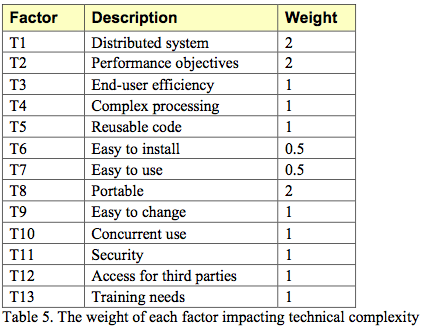 Factor Description Weight
T1 Distributed system 2
T2 Performance objectives 2
T3 End-user efficiency 1
T4 Complex processing 1
T5 Reusable code 1
T6 Easy to install 0.5
T7 Easy to use 0.5
T8 Portable 2
T9 Easy to change 1
T10 Concurrent use 1
T11 Security 1
T12 Access for third parties 1
T13 Training needs 1
Table 5. The weight of each factor impacting technical complexity